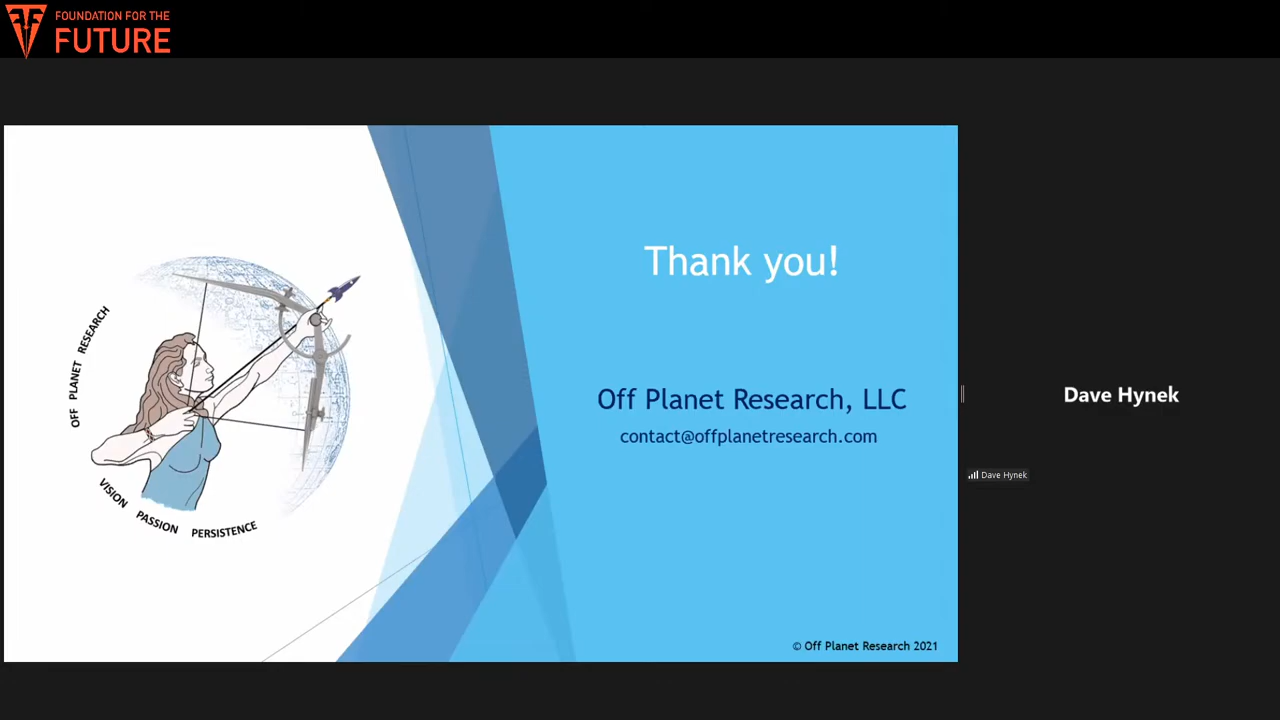 FOUNDATION FOR THE
FUTURE
OFF PLANET RESEARCH
VISION PASSION PERSISTENCE
Thank you!
Off Planet Research, LLC
contact@offplanetresearch.com
© Off Planet Research 2021
Dave Hynek
Dave Hynek